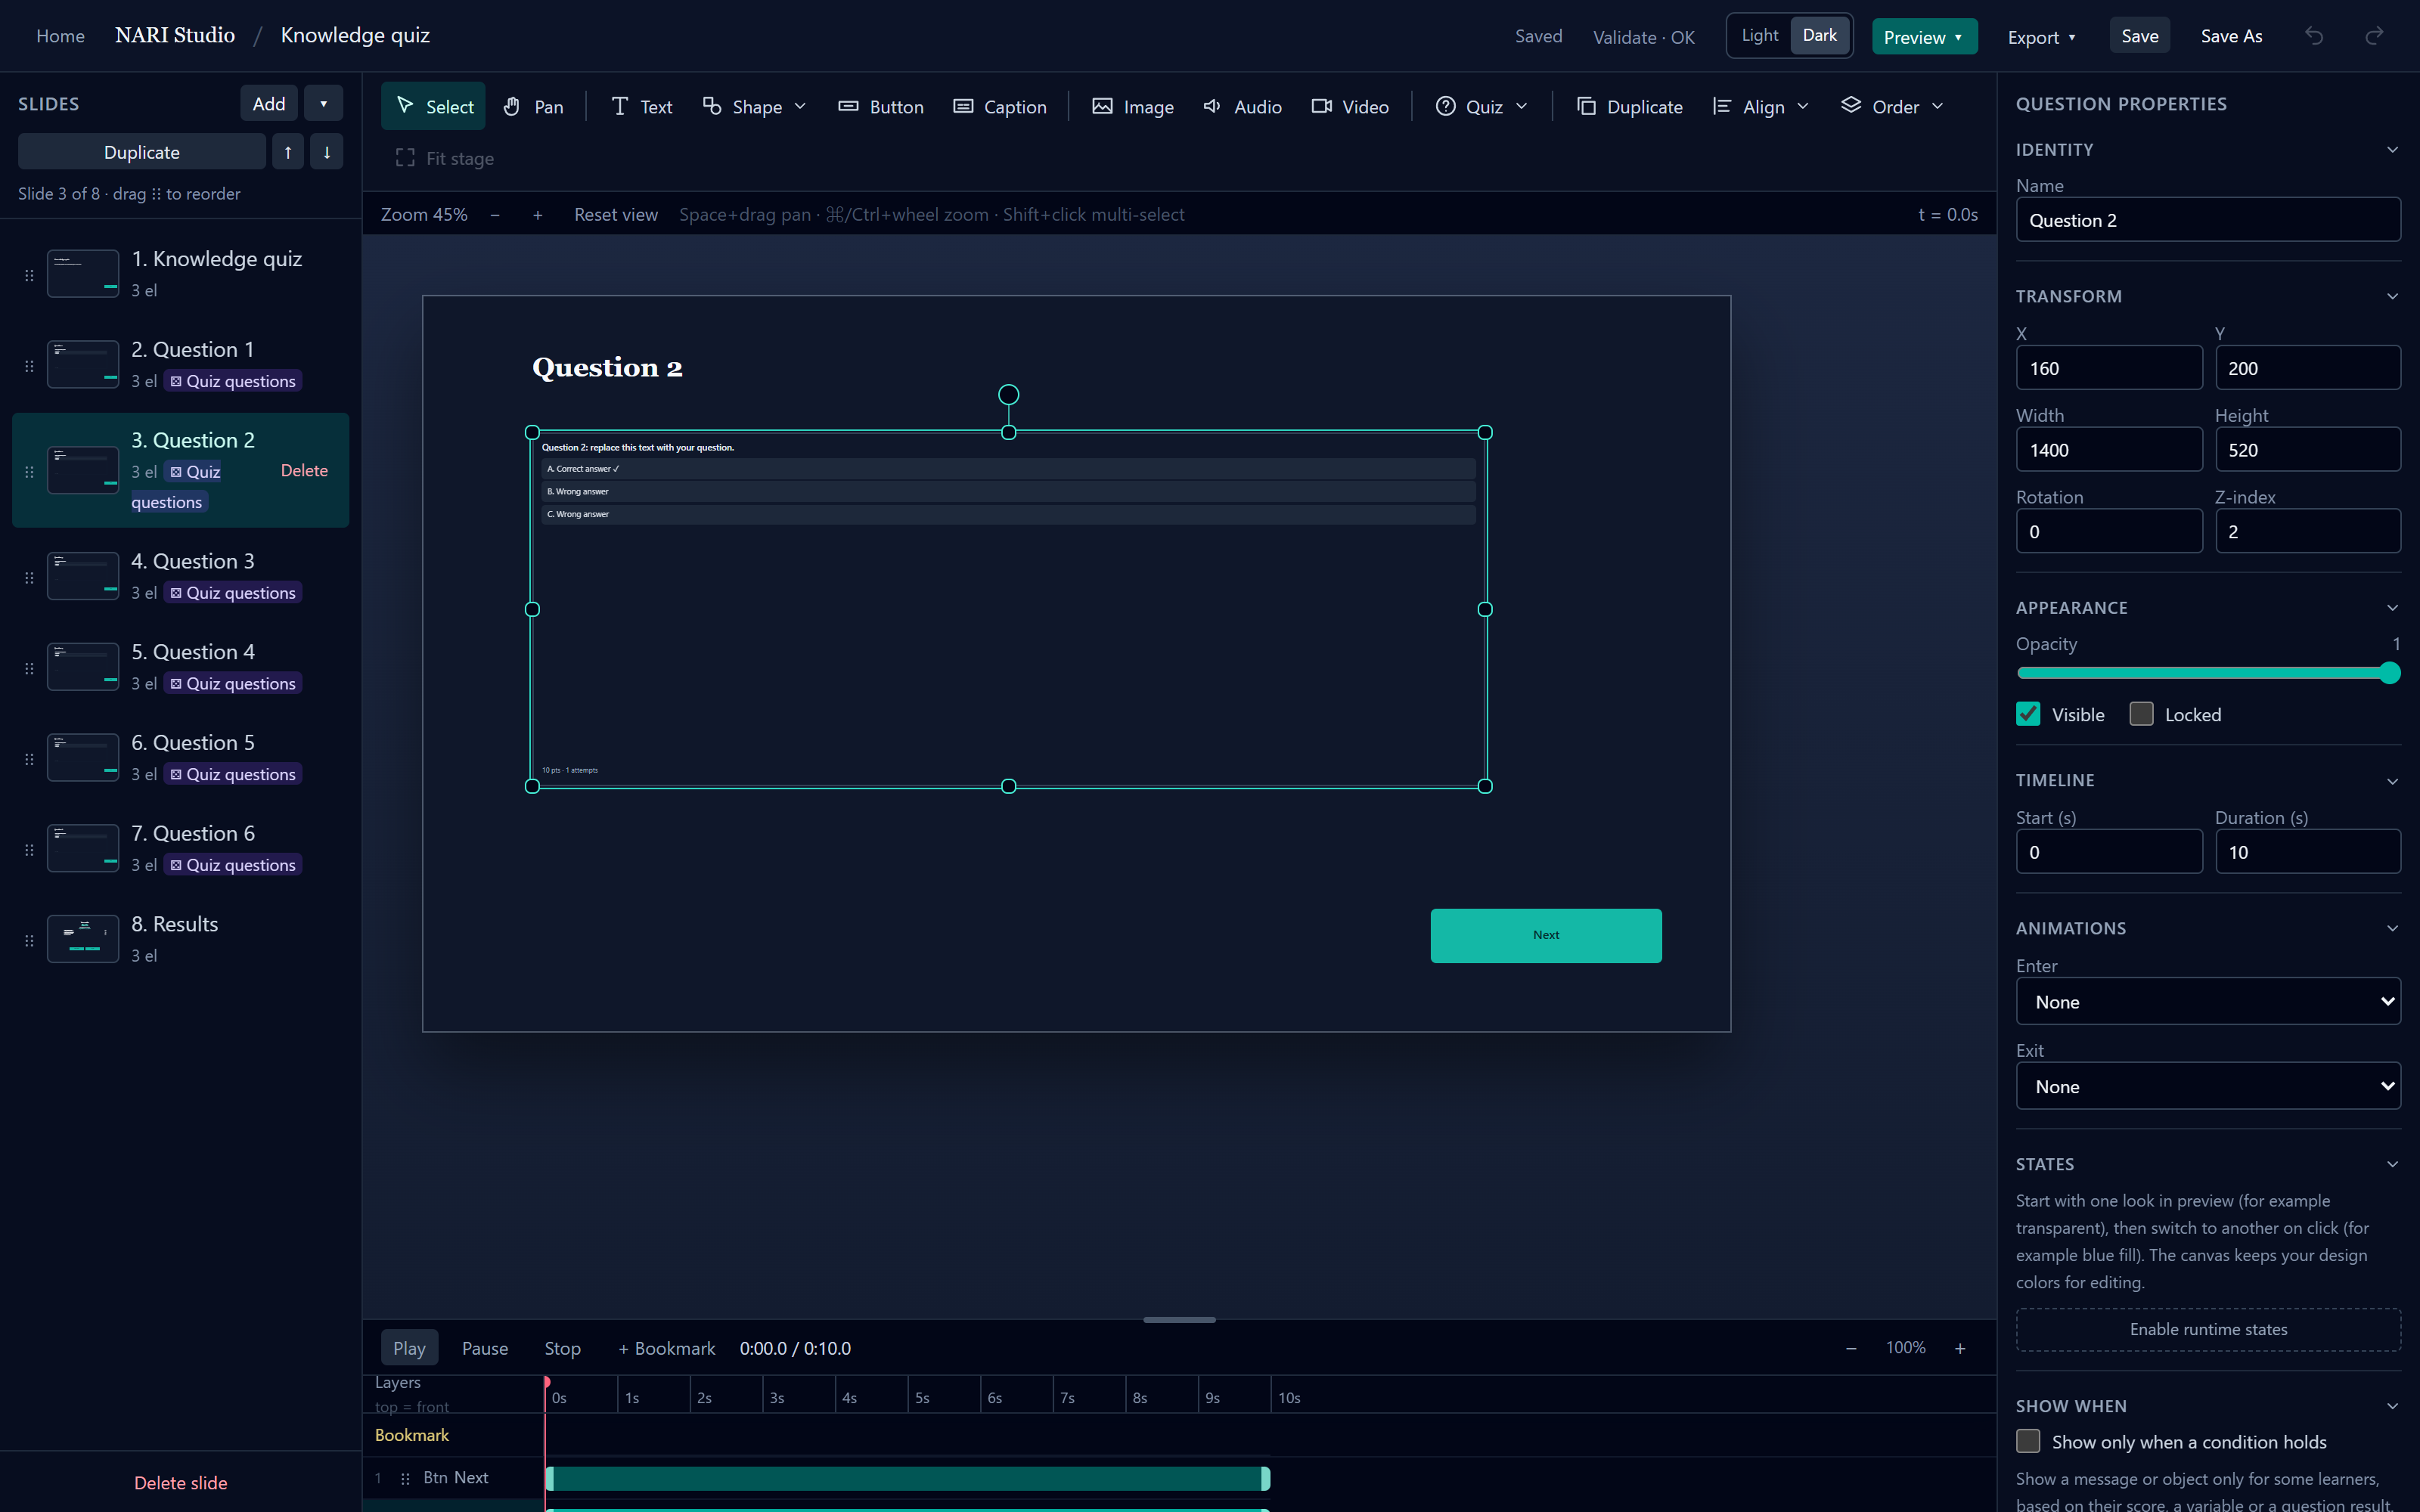 Home
NARI Studio / Knowledge quiz
Saved
Validate · OK
Light
Dark
Preview ▾
Export ▾
Save
Save As
SLIDES
Add
▾
Duplicate
↑
↓
Slide 3 of 8 · drag ⠿ to reorder
1. Knowledge quiz
3 el
2. Question 1
3 el
Quiz questions
3. Question 2
3 el
Quiz
questions
Delete
4. Question 3
3 el
Quiz questions
5. Question 4
3 el
Quiz questions
6. Question 5
3 el
Quiz questions
7. Question 6
3 el
Quiz questions
8. Results
3 el
Delete slide
Select
Pan
Text
Shape
Button
Caption
Image
Audio
Video
Quiz
Duplicate
Align
Order
Fit stage
Zoom 45%
−
+
Reset view
Space+drag pan · ⌘/Ctrl+wheel zoom · Shift+click multi-select
t = 0.0s
Question 2
Question 2: replace this text with your question.
A. Correct answer ✓
B. Wrong answer
C. Wrong answer
10 pts · 1 attempts
Next
Play
Pause
Stop
+ Bookmark
0:00.0 / 0:10.0
−
100%
+
Layers
top = front
0s
1s
2s
3s
4s
5s
6s
7s
8s
9s
10s
Bookmark
1
Btn Next
QUESTION PROPERTIES
IDENTITY
Name
Question 2
TRANSFORM
X
Y
160
200
Width
Height
1400
520
Rotation
Z-index
0
2
APPEARANCE
Opacity
1
Visible
Locked
TIMELINE
Start (s)
Duration (s)
0
10
ANIMATIONS
Enter
None
Exit
None
STATES
Start with one look in preview (for example
transparent), then switch to another on click (for
example blue fill). The canvas keeps your design
colors for editing.
Enable runtime states
SHOW WHEN
Show only when a condition holds
Show a message or object only for some learners,
based on their score, a variable or a question result.